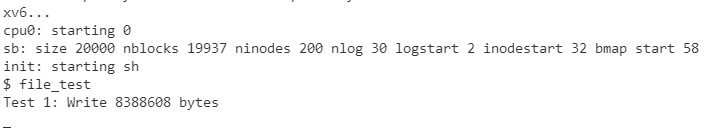 xv6...
cpu0: starting 0
sb: size 20000 nblocks 19937 ninodes 200 nlog 30 logstart 2 inodestart 32 bmap start 58
init: starting sh
$ file_test
Test 1: Write 8388608 bytes
_